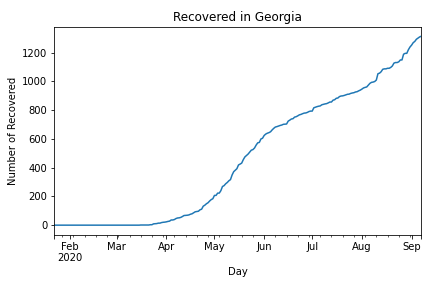 Recovered in Georgia
Number of Recovered
1200
1000
800
600
400
200
0
Feb
2020
Mar
Apr
May
Jun
Jul
Aug
Sep
Day